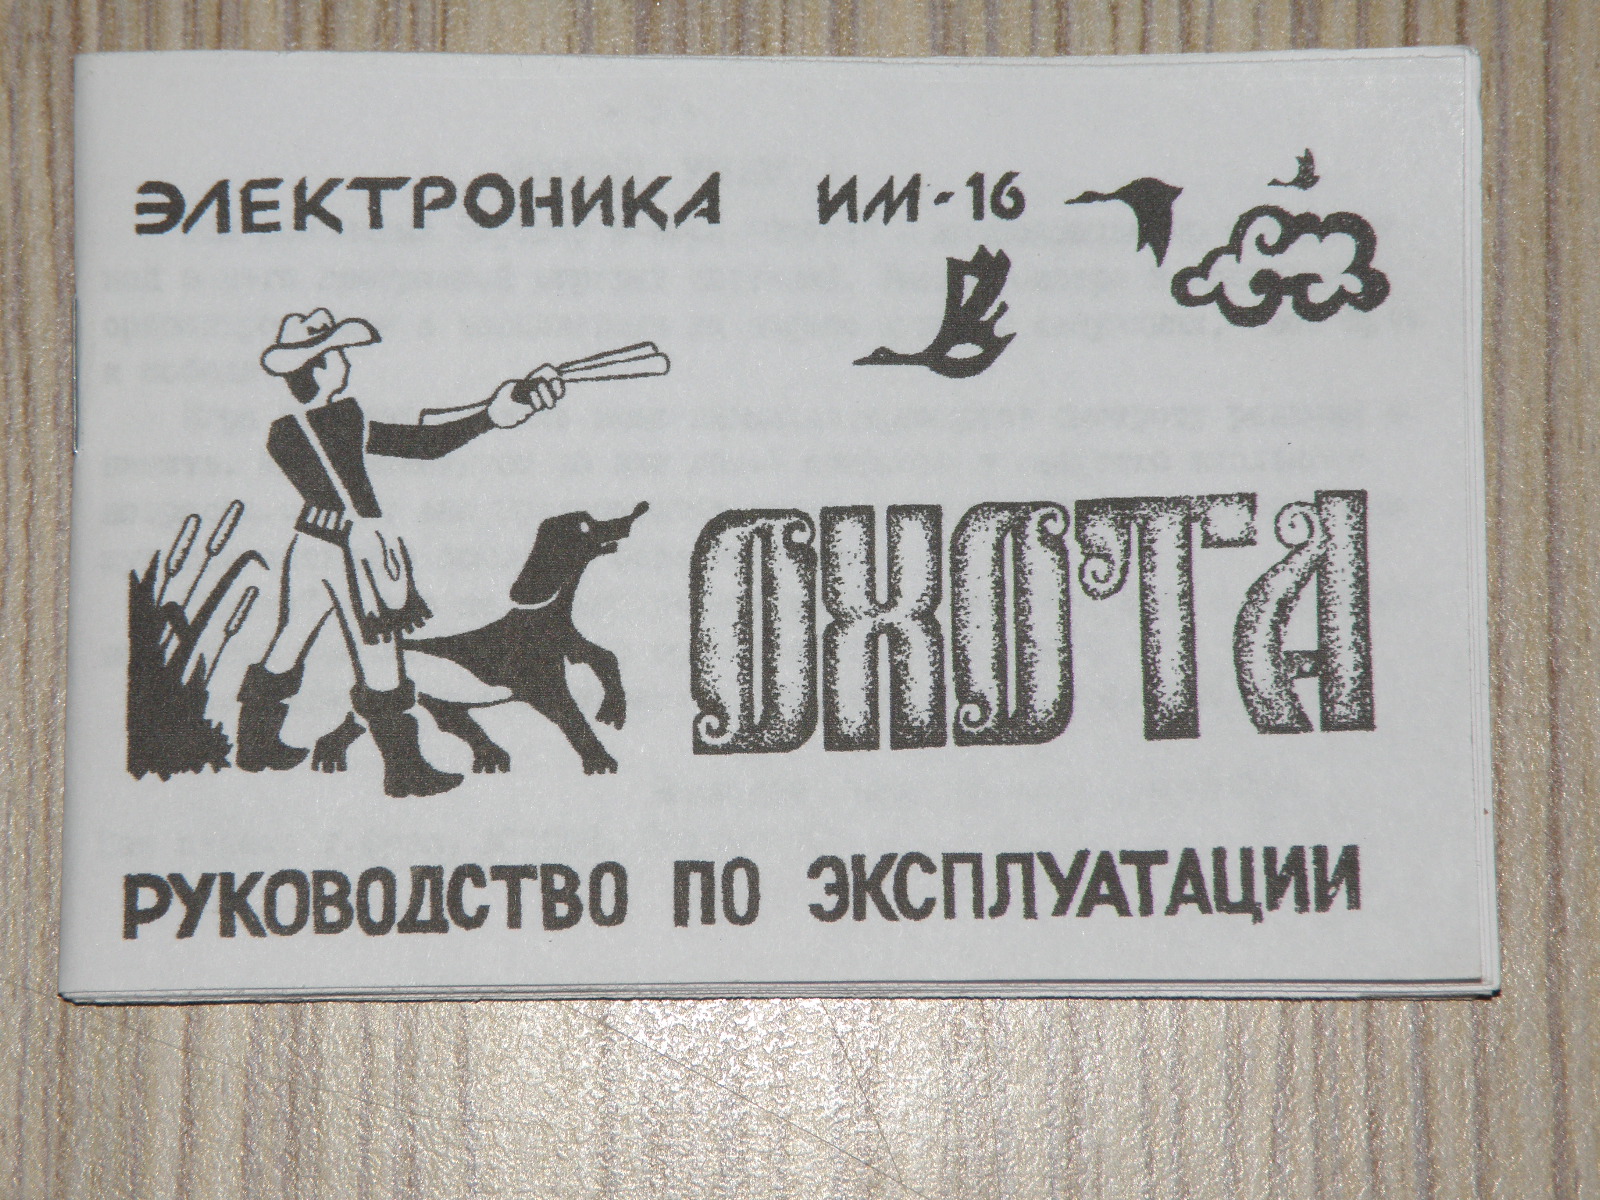 ЭЛЕКТРОНИКА ИМ-16
ОХОТА
РУКОВОДСТВО ПО ЭКСПЛУАТАЦИИ